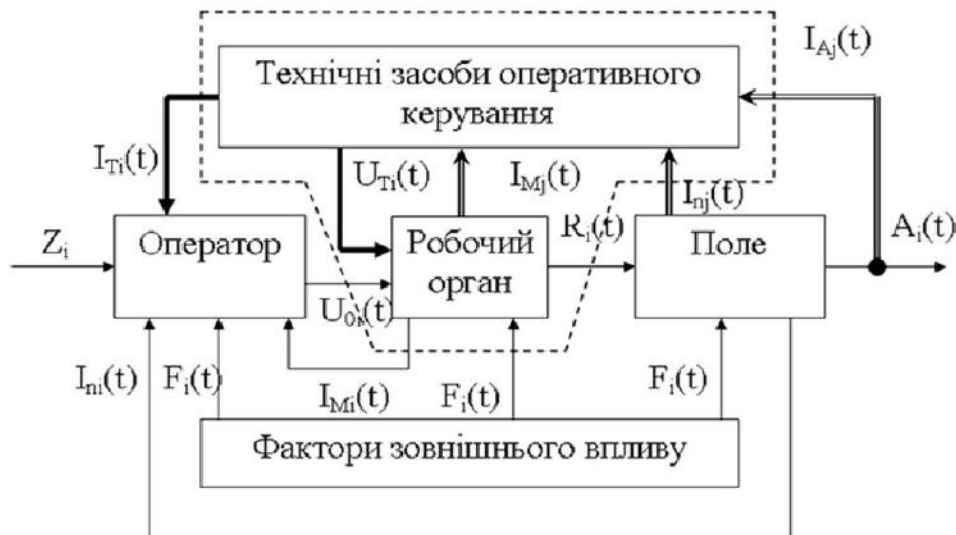 I_Aj(t)
Технічні засоби оперативного
керування
I_Ti(t)
U_Ti(t)
I_Mj(t)
I_nj(t)
Z_i
Оператор
Робочий
орган
R_i(t)
Поле
A_i(t)
U_0i(t)
I_ni(t)
F_i(t)
I_Mi(t)
F_i(t)
F_i(t)
Фактори зовнішнього впливу